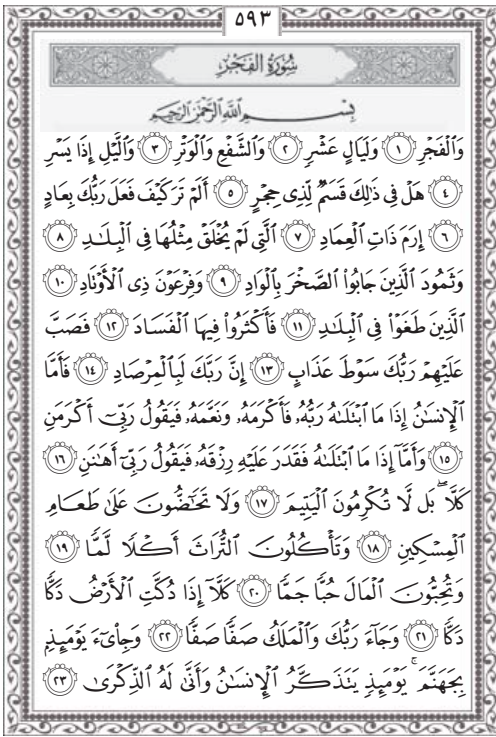 ٥٩٣
سُورَةُ الفَجْرِ
بِسْمِ اللَّهِ الرَّحْمَٰنِ الرَّحِيمِ
وَٱلْفَجْرِ ١ وَلَيَالٍ عَشْرٍ ٢ وَٱلشَّفْعِ وَٱلْوَتْرِ ٣ وَٱلَّيْلِ إِذَا يَسْرِ
٤ هَلْ فِي ذَٰلِكَ قَسَمٌ لِّذِي حِجْرٍ ٥ أَلَمْ تَرَ كَيْفَ فَعَلَ رَبُّكَ بِعَادٍ
٦ إِرَمَ ذَاتِ ٱلْعِمَادِ ٧ ٱلَّتِي لَمْ يُخْلَقْ مِثْلُهَا فِي ٱلْبِلَٰدِ ٨
وَثَمُودَ ٱلَّذِينَ جَابُوا۟ ٱلصَّخْرَ بِٱلْوَادِ ٩ وَفِرْعَوْنَ ذِي ٱلْأَوْتَادِ ١٠
ٱلَّذِينَ طَغَوْا۟ فِي ٱلْبِلَٰدِ ١١ فَأَكْثَرُوا۟ فِيهَا ٱلْفَسَادَ ١٢ فَصَبَّ
عَلَيْهِمْ رَبُّكَ سَوْطَ عَذَابٍ ١٣ إِنَّ رَبَّكَ لَبِٱلْمِرْصَادِ ١٤ فَأَمَّا
ٱلْإِنسَٰنُ إِذَا مَا ٱبْتَلَىٰهُ رَبُّهُۥ فَأَكْرَمَهُۥ وَنَعَّمَهُۥ فَيَقُولُ رَبِّيٓ أَكْرَمَنِ
١٥ وَأَمَّآ إِذَا مَا ٱبْتَلَىٰهُ فَقَدَرَ عَلَيْهِ رِزْقَهُۥ فَيَقُولُ رَبِّيٓ أَهَٰنَنِ ١٦
كَلَّا ۖ بَل لَّا تُكْرِمُونَ ٱلْيَتِيمَ ١٧ وَلَا تَحَٰٓضُّونَ عَلَىٰ طَعَامِ
ٱلْمِسْكِينِ ١٨ وَتَأْكُلُونَ ٱلتُّرَاثَ أَكْلًا لَّمًّا ١٩
وَتُحِبُّونَ ٱلْمَالَ حُبًّا جَمًّا ٢٠ كَلَّآ إِذَا دُكَّتِ ٱلْأَرْضُ دَكًّا
دَكًّا ٢١ وَجَآءَ رَبُّكَ وَٱلْمَلَكُ صَفًّا صَفًّا ٢٢ وَجِا۟ىٓءَ يَوْمَئِذٍۭ
بِجَهَنَّمَ ۚ يَوْمَئِذٍ يَتَذَكَّرُ ٱلْإِنسَٰنُ وَأَنَّىٰ لَهُ ٱلذِّكْرَىٰ ٢٣